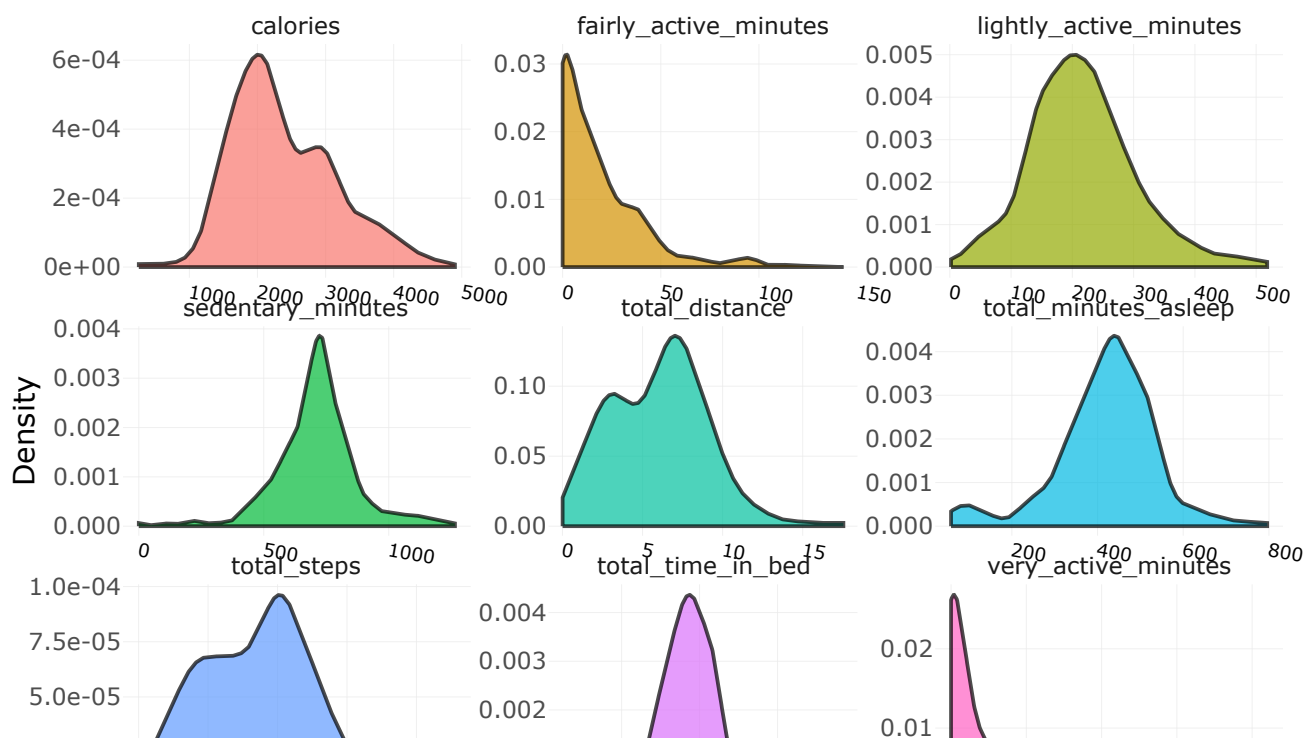 calories
fairly_active_minutes
lightly_active_minutes
6e-04
4e-04
2e-04
0e+00
0.03
0.02
0.01
0.00
0.005
0.004
0.003
0.002
0.001
0.000
1000 2000 3000 4000 5000
0 50 100 150
0 100 200 300 400 500
sedentary_minutes
total_distance
total_minutes_asleep
Density
0.004
0.003
0.002
0.001
0.000
0.10
0.05
0.00
0.004
0.003
0.002
0.001
0.000
0 500 1000
0 5 10 15
200 400 600 800
total_steps
total_time_in_bed
very_active_minutes
1.0e-04
7.5e-05
5.0e-05
0.004
0.003
0.002
0.02
0.01